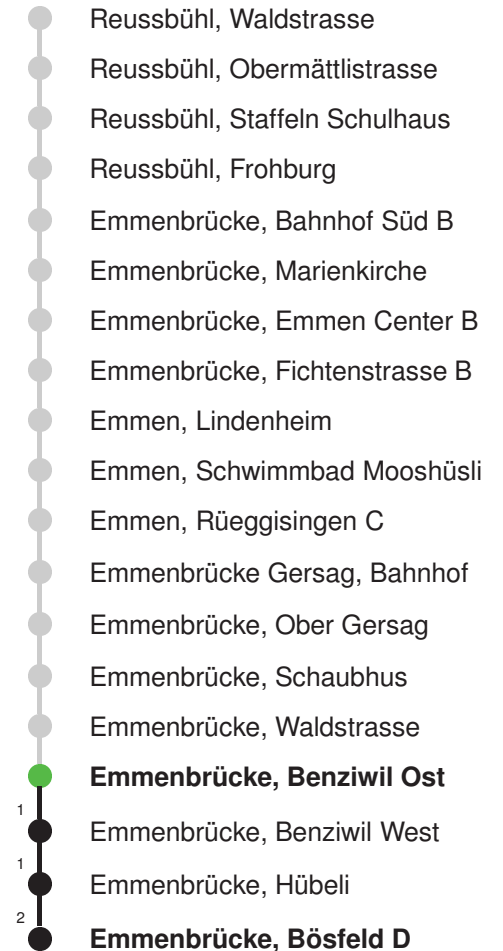 Reussbühl, Waldstrasse
Reussbühl, Obermättlistrasse
Reussbühl, Staffeln Schulhaus
Reussbühl, Frohburg
Emmenbrücke, Bahnhof Süd B
Emmenbrücke, Marienkirche
Emmenbrücke, Emmen Center B
Emmenbrücke, Fichtenstrasse B
Emmen, Lindenheim
Emmen, Schwimmbad Mooshüsli
Emmen, Rüeggisingen C
Emmenbrücke Gersag, Bahnhof
Emmenbrücke, Ober Gersag
Emmenbrücke, Schaubhus
Emmenbrücke, Waldstrasse
Emmenbrücke, Benziwil Ost
1 Emmenbrücke, Benziwil West
1 Emmenbrücke, Hübeli
2 Emmenbrücke, Bösfeld D